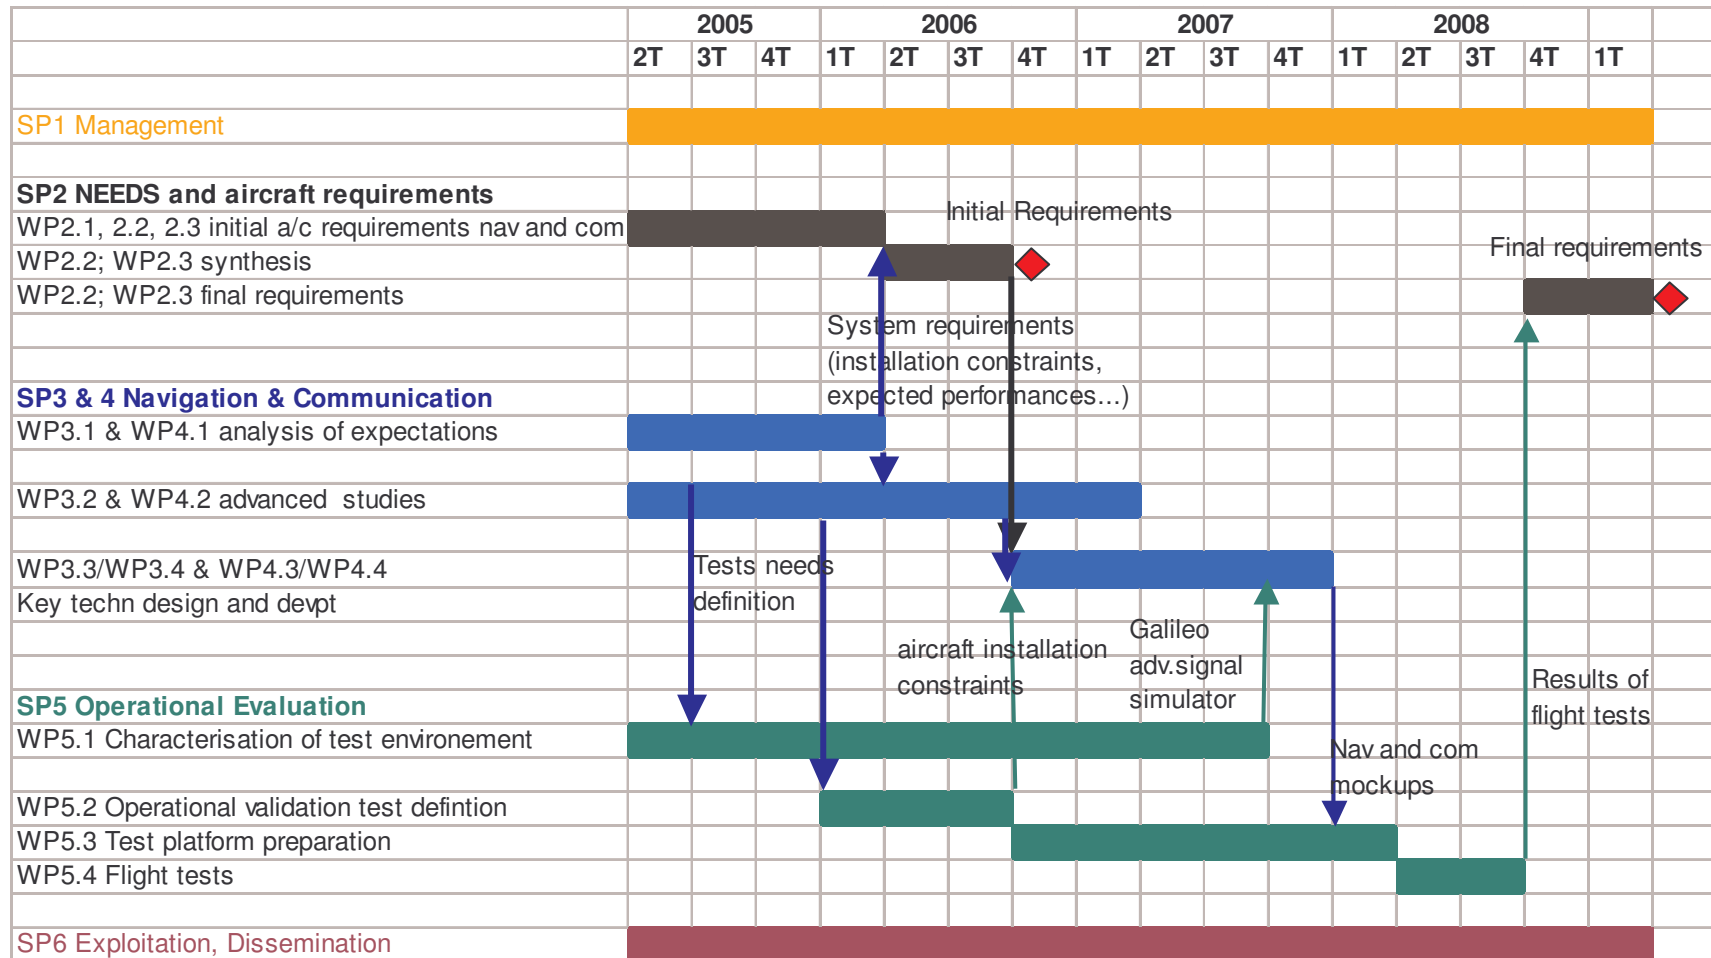 2005 2006 2007 2008
2T 3T 4T 1T 2T 3T 4T 1T 2T 3T 4T 1T 2T 3T 4T 1T
SP1 Management
SP2 NEEDS and aircraft requirements
Initial Requirements
WP2.1, 2.2, 2.3 initial a/c requirements nav and com
Final requirements
WP2.2; WP2.3 synthesis
WP2.2; WP2.3 final requirements
System requirements
(installation constraints,
expected performances...)
SP3 & 4 Navigation & Communication
WP3.1 & WP4.1 analysis of expectations
WP3.2 & WP4.2 advanced studies
WP3.3/WP3.4 & WP4.3/WP4.4
Key techn design and devpt
Tests needs
definition
aircraft installation
constraints
Galileo
adv.signal
simulator
Results of
flight tests
SP5 Operational Evaluation
WP5.1 Characterisation of test environement
Nav and com
mockups
WP5.2 Operational validation test defintion
WP5.3 Test platform preparation
WP5.4 Flight tests
SP6 Exploitation, Dissemination